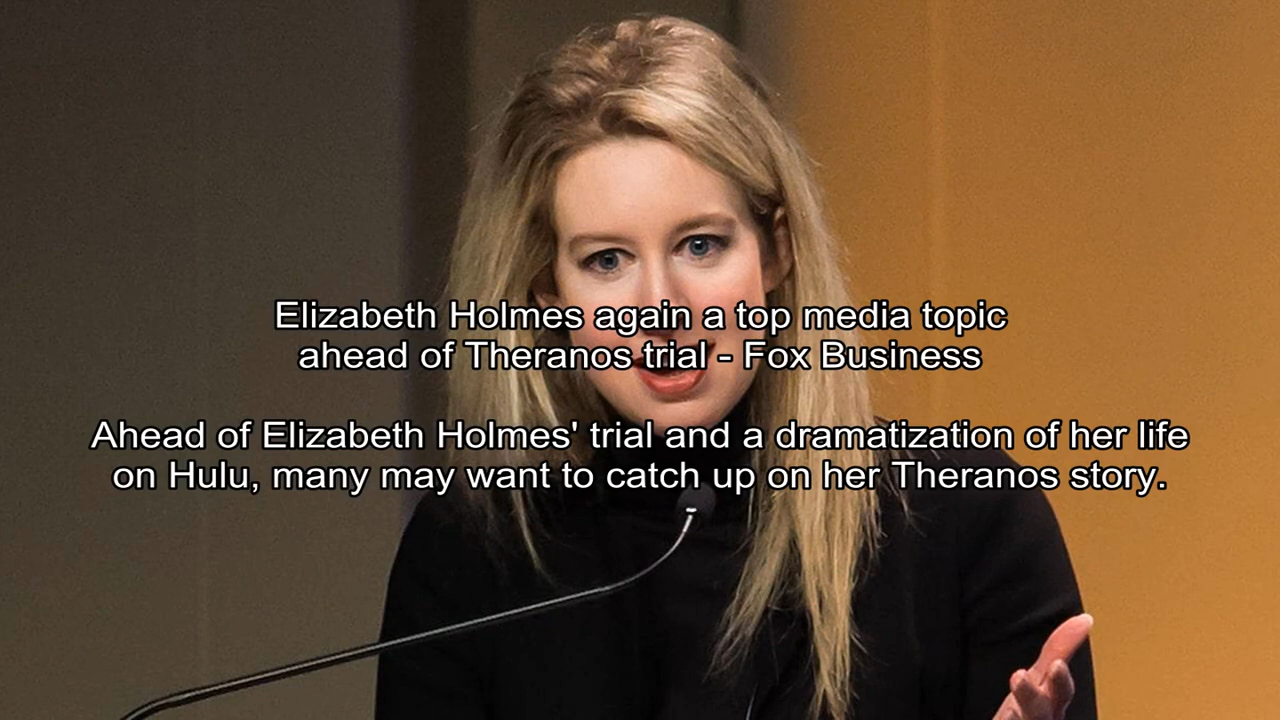 Elizabeth Holmes again a top media topic
ahead of Theranos trial - Fox Business
Ahead of Elizabeth Holmes' trial and a dramatization of her life
on Hulu, many may want to catch up on her Theranos story.